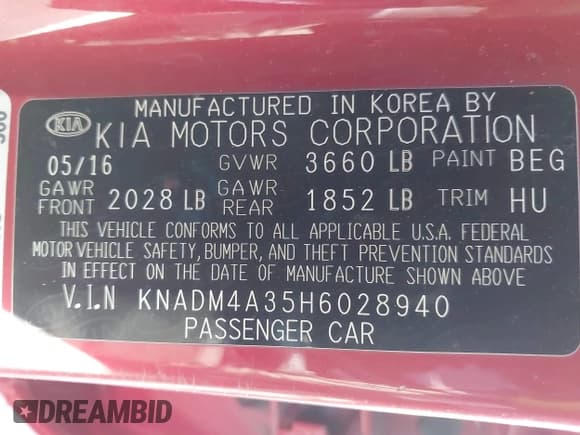 MANUFACTURED IN KOREA BY
KIA KIA MOTORS CORPORATION
05/16 GVWR 3660 LB PAINT BEG
GAWR FRONT 2028 LB GAWR REAR 1852 LB TRIM HU
THIS VEHICLE CONFORMS TO ALL APPLICABLE U.S.A. FEDERAL
MOTOR VEHICLE SAFETY, BUMPER, AND THEFT PREVENTION STANDARDS
IN EFFECT ON THE DATE OF MANUFACTURE SHOWN ABOVE
V.I.N KNADM4A35H6028940
PASSENGER CAR
DREAMBID